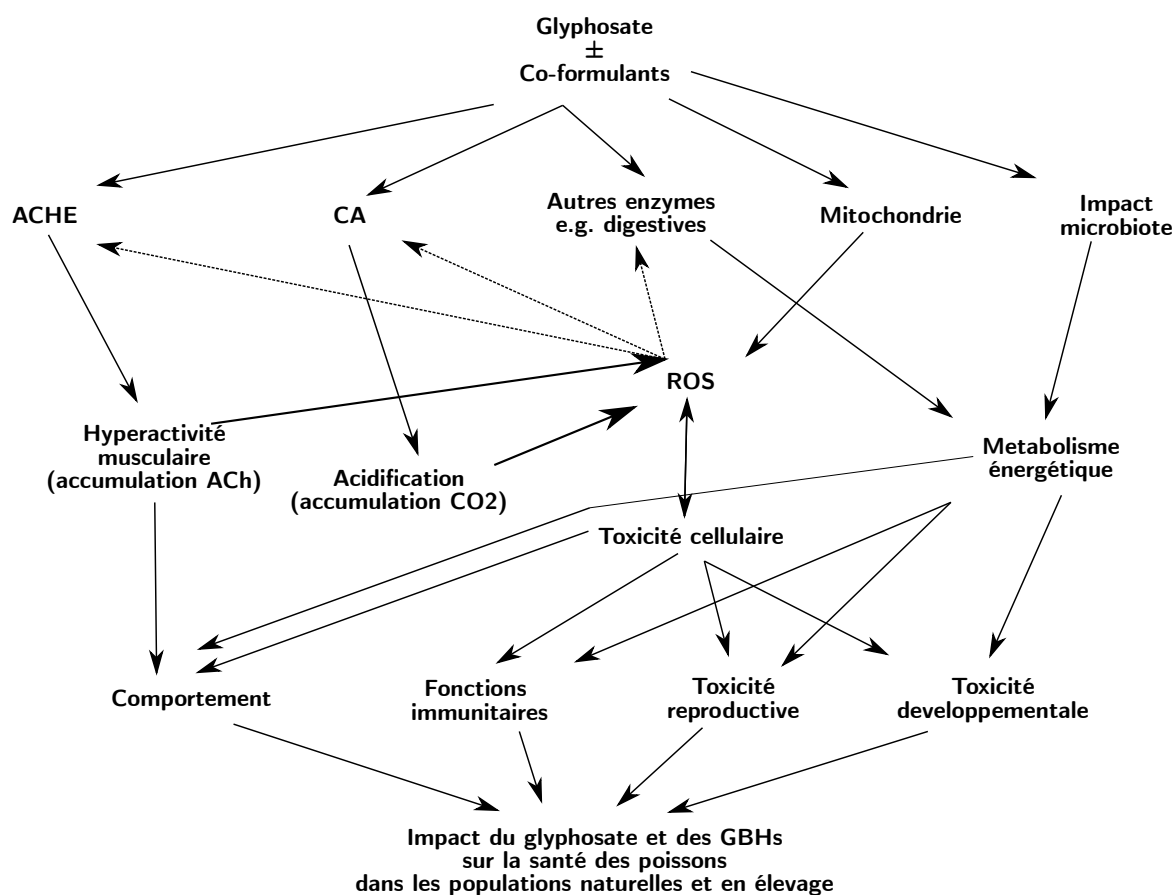 Glyphosate
±
Co-formulants
ACHE
CA
Autres enzymes
e.g. digestives
Mitochondrie
Impact
microbiote
ROS
Hyperactivité
musculaire
(accumulation ACh)
Acidification
(accumulation CO2)
Metabolisme
énergétique
Toxicité cellulaire
Comportement
Fonctions
immunitaires
Toxicité
reproductive
Toxicité
developpementale
Impact du glyphosate et des GBHs
sur la santé des poissons
dans les populations naturelles et en élevage